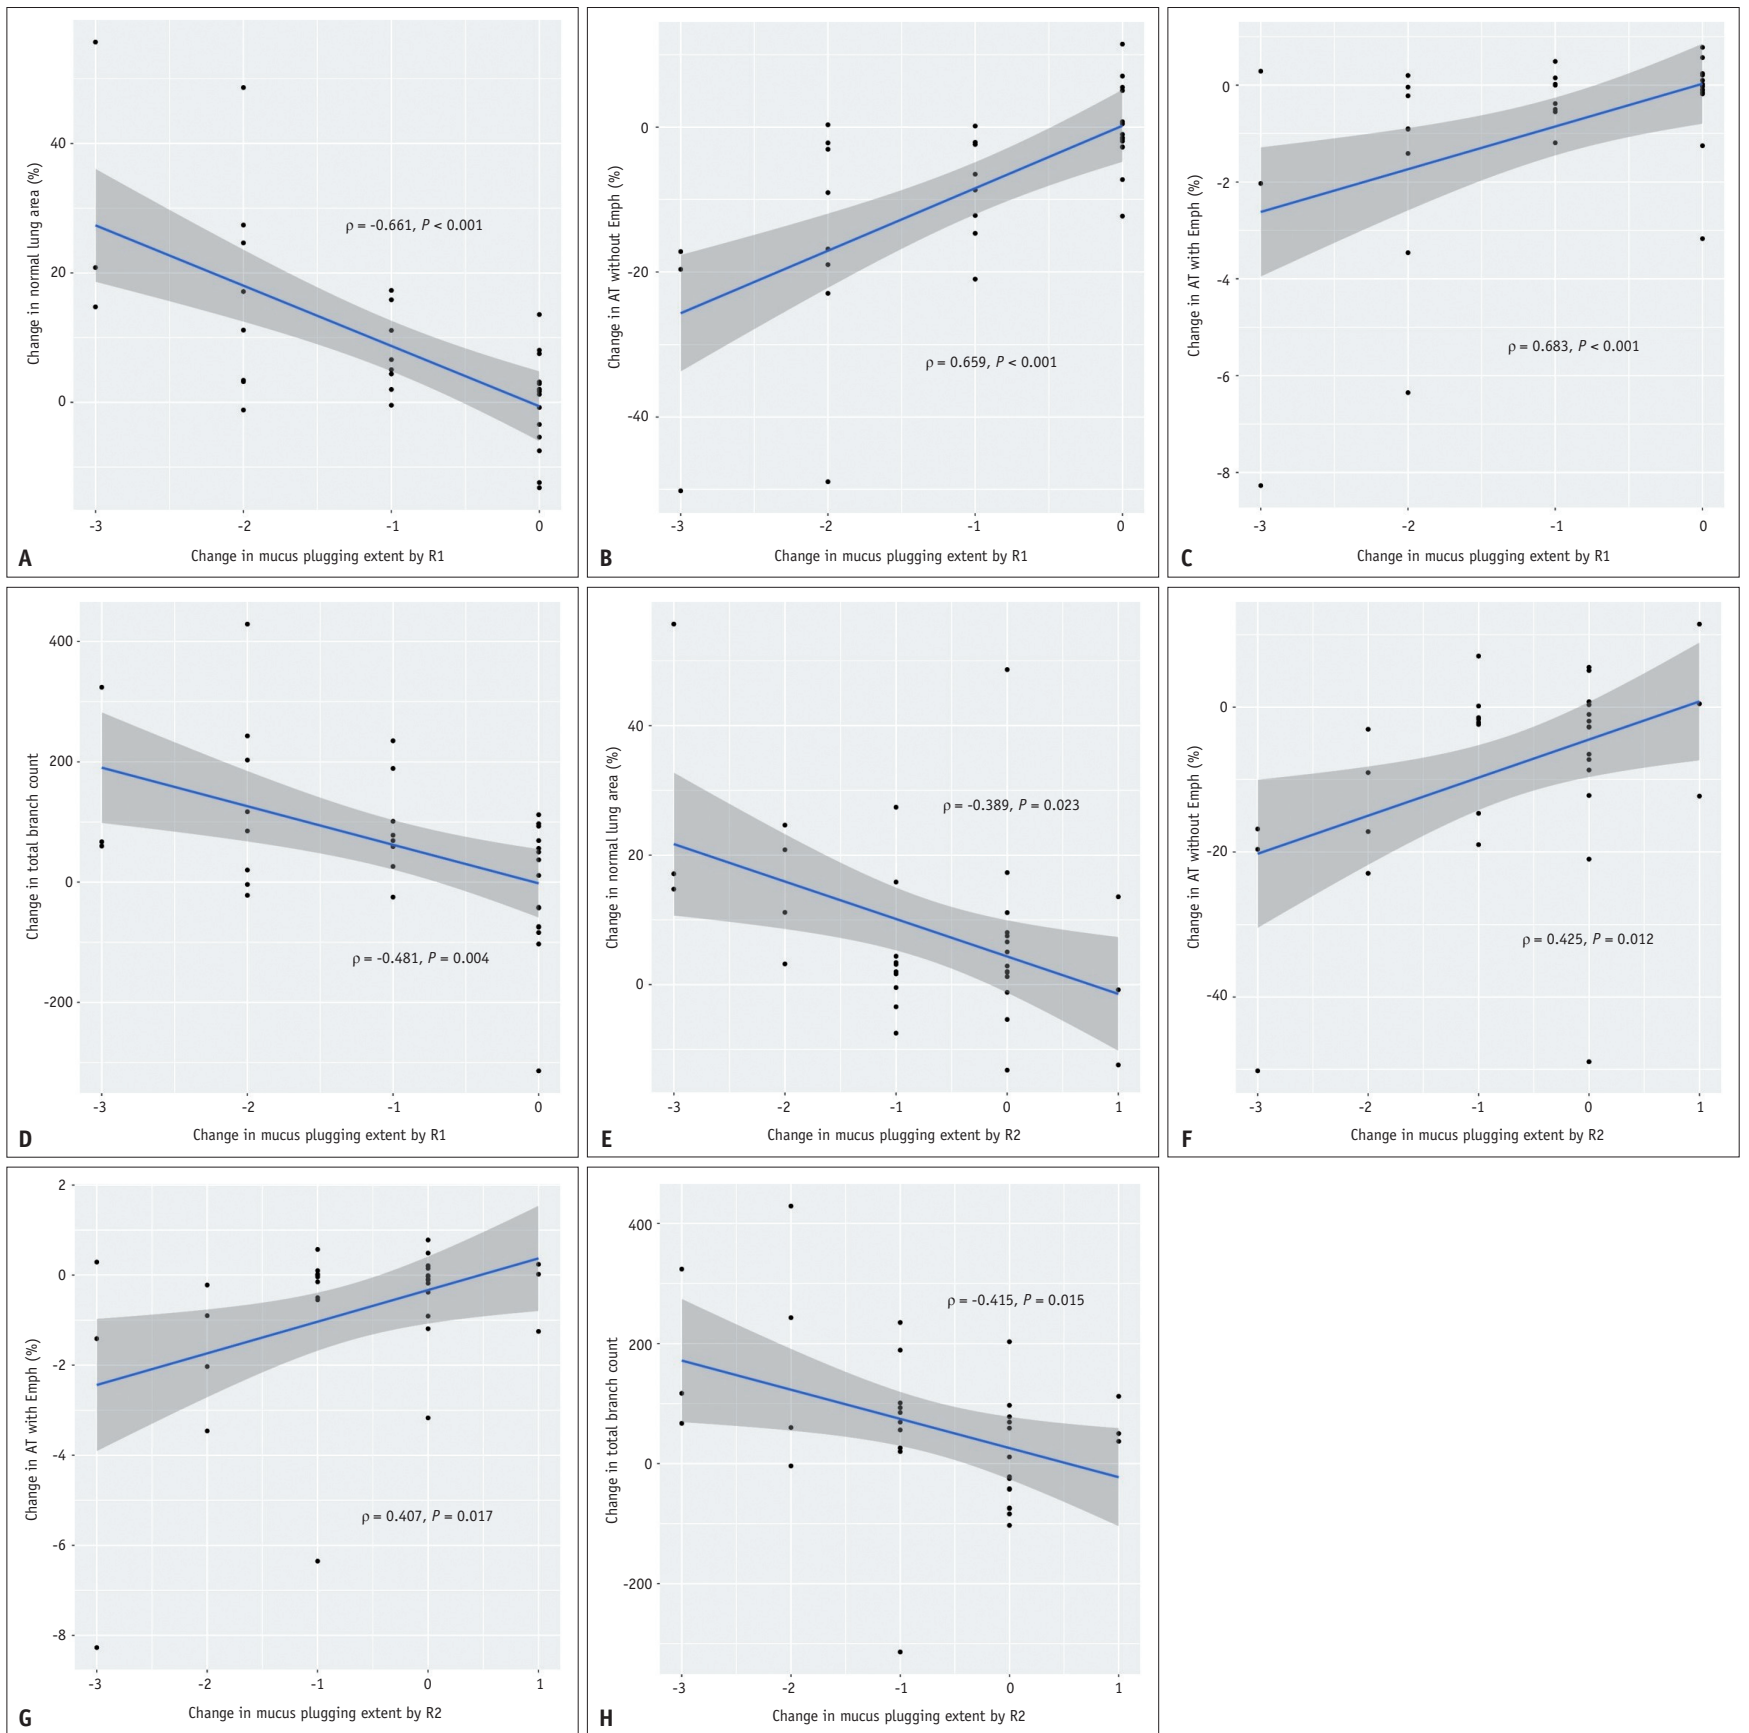 Change in normal lung area (%)
40
20
0
ρ = -0.661, P < 0.001
-3 -2 -1 0
Change in mucus plugging extent by R1
A
Change in AT without Emph (%)
0
-20
-40
ρ = 0.659, P < 0.001
-3 -2 -1 0
Change in mucus plugging extent by R1
B
Change in AT with Emph (%)
0
-2
-4
-6
-8
ρ = 0.683, P < 0.001
-3 -2 -1 0
Change in mucus plugging extent by R1
C
Change in total branch count
400
200
0
-200
ρ = -0.481, P = 0.004
-3 -2 -1 0
Change in mucus plugging extent by R1
D
Change in normal lung area (%)
40
20
0
ρ = -0.389, P = 0.023
-3 -2 -1 0 1
Change in mucus plugging extent by R2
E
Change in AT without Emph (%)
0
-20
-40
ρ = 0.425, P = 0.012
-3 -2 -1 0 1
Change in mucus plugging extent by R2
F
Change in AT with Emph (%)
2
0
-2
-4
-6
-8
ρ = 0.407, P = 0.017
-3 -2 -1 0 1
Change in mucus plugging extent by R2
G
Change in total branch count
400
200
0
-200
ρ = -0.415, P = 0.015
-3 -2 -1 0 1
Change in mucus plugging extent by R2
H